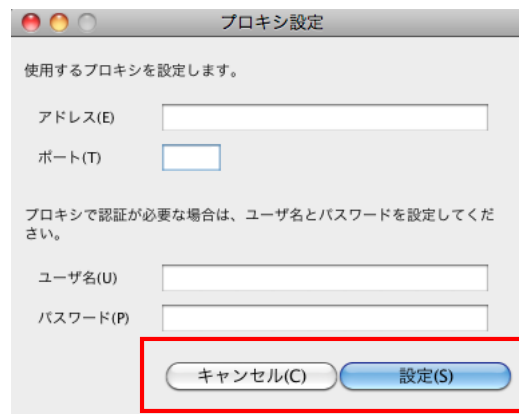 プロキシ設定
使用するプロキシを設定します。
アドレス(E)
ポート(T)
プロキシで認証が必要な場合は、ユーザ名とパスワードを設定してくだ
さい。
ユーザ名(U)
パスワード(P)
キャンセル(C) 設定(S)